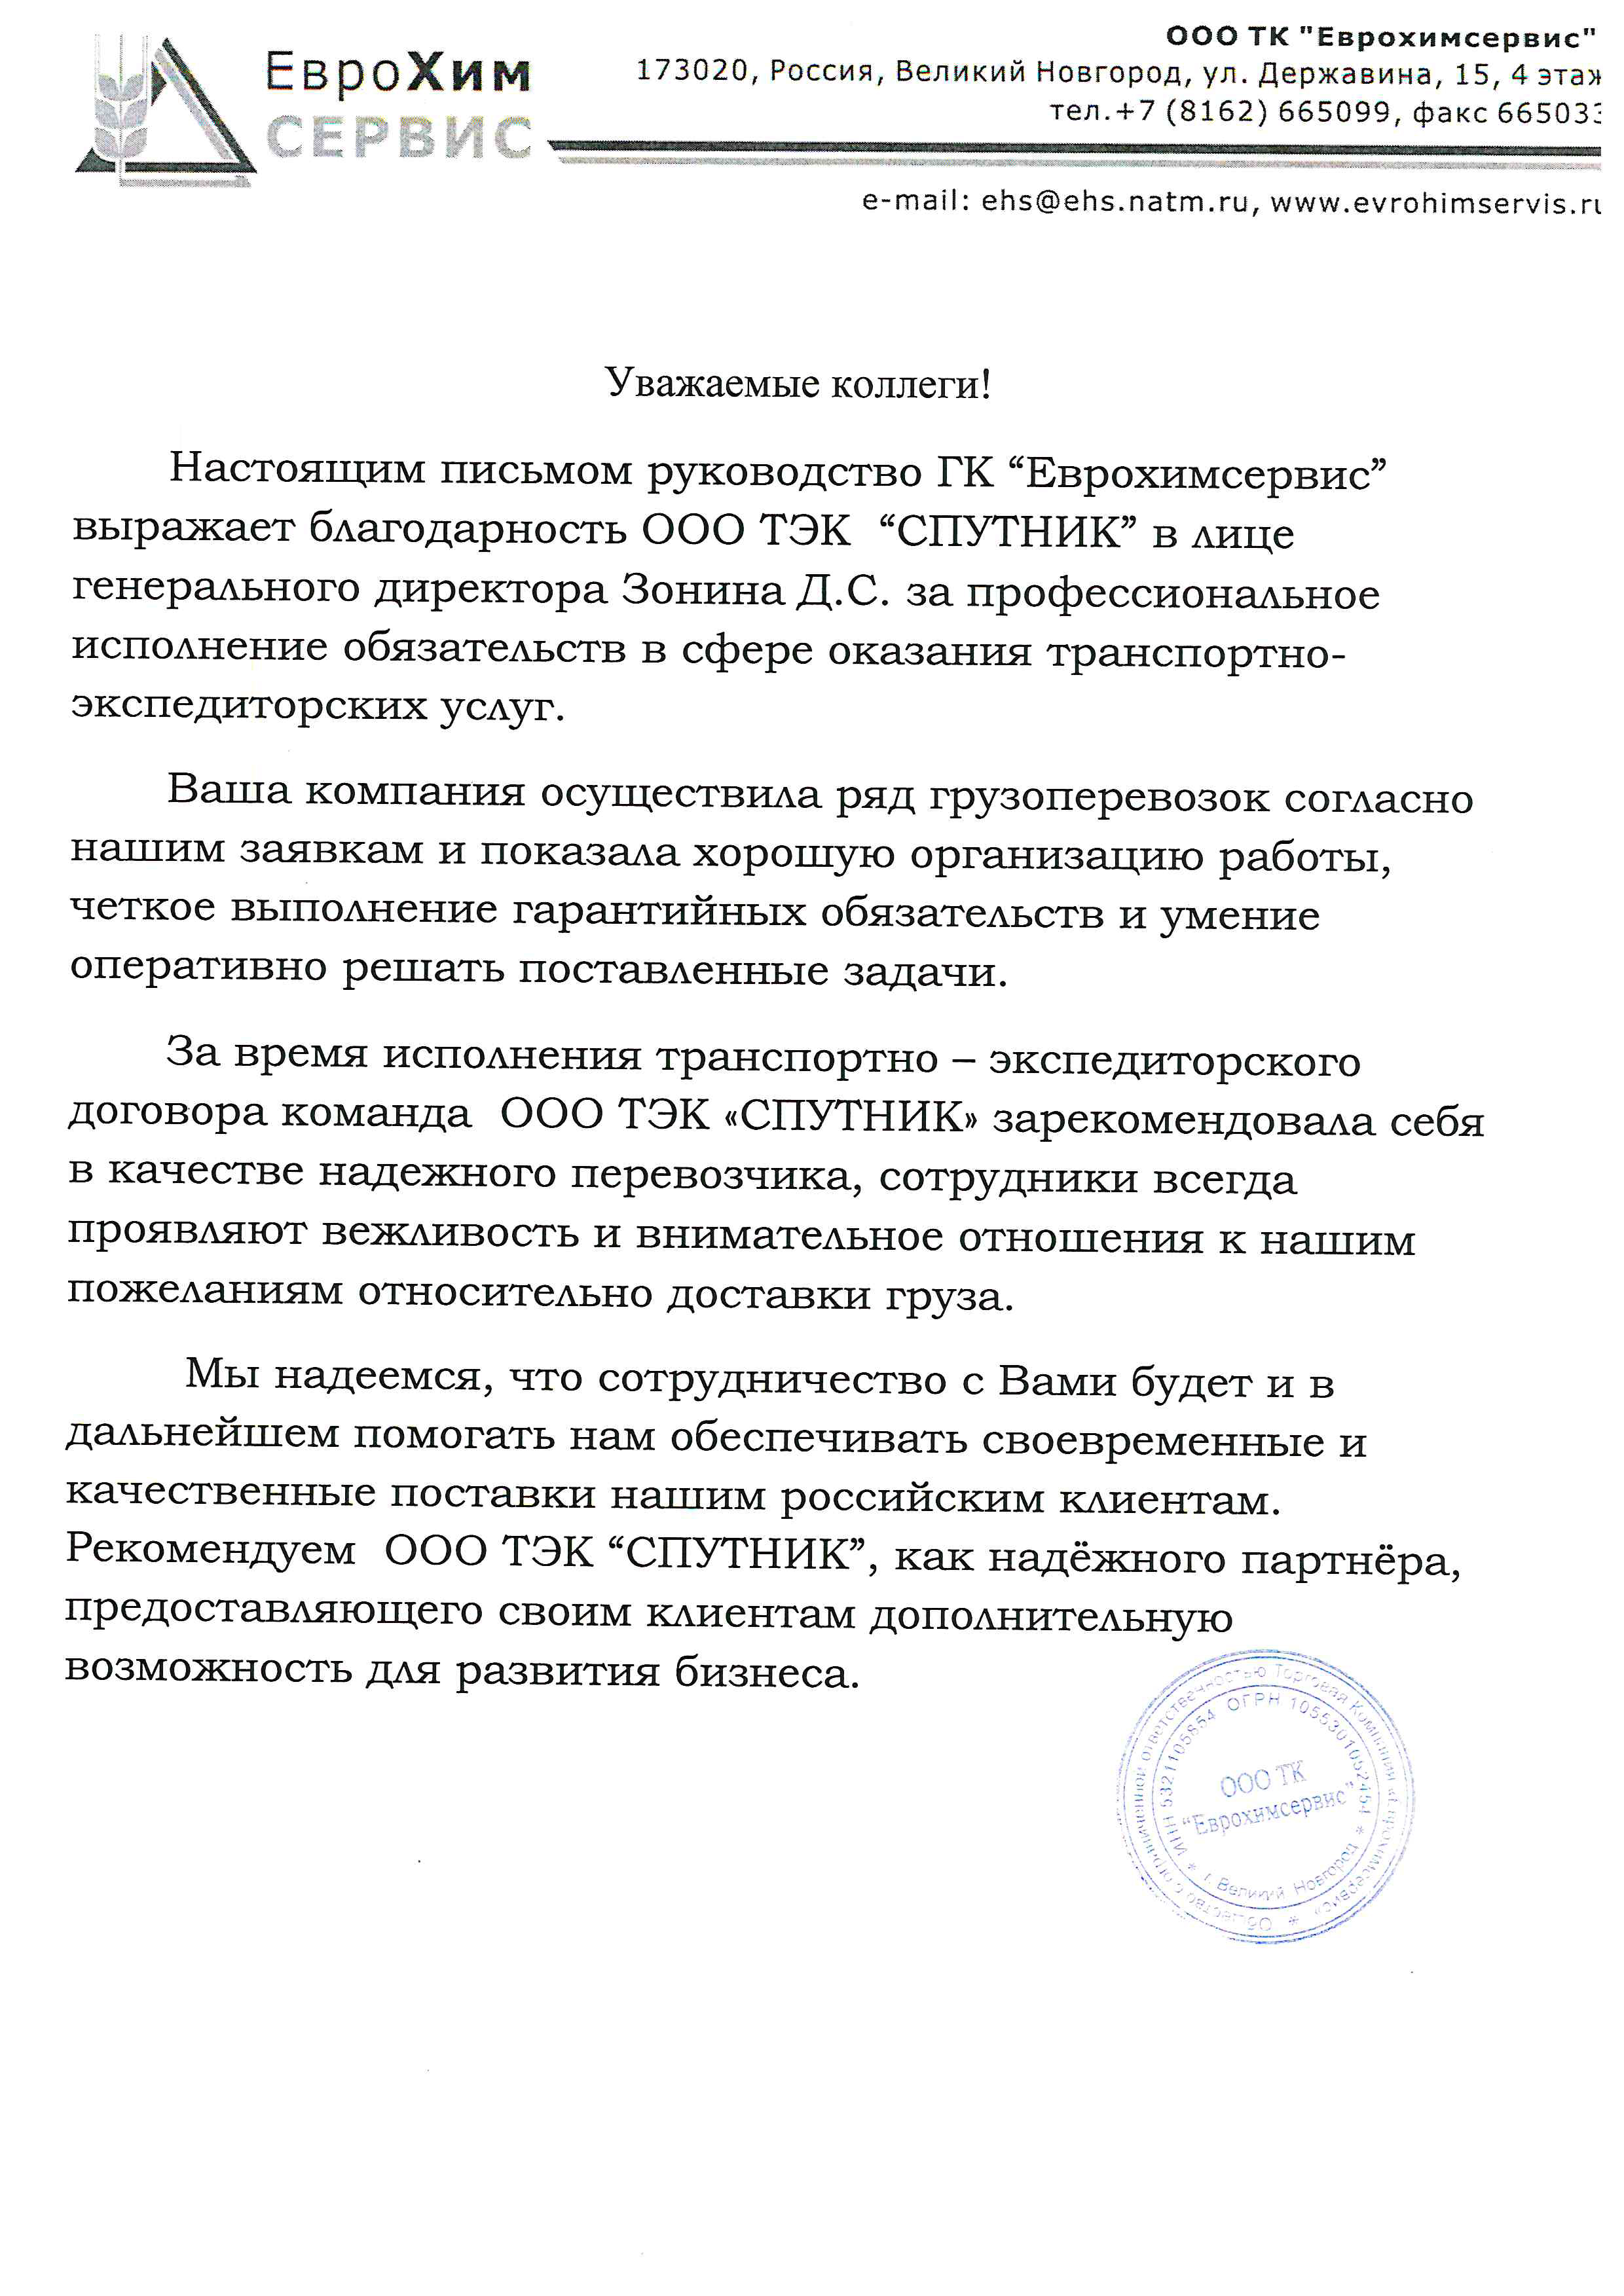 ЕвроХим
СЕРВИС
ООО ТК "Еврохимсервис"
173020, Россия, Великий Новгород, ул. Державина, 15, 4 этаж
тел.+7 (8162) 665099, факс 665033
e-mail: ehs@ehs.natm.ru, www.evrohimservis.ru
Уважаемые коллеги!
Настоящим письмом руководство ГК “Еврохимсервис”
выражает благодарность ООО ТЭК “СПУТНИК” в лице
генерального директора Зонина Д.С. за профессиональное
исполнение обязательств в сфере оказания транспортно-
экспедиторских услуг.
Ваша компания осуществила ряд грузоперевозок согласно
нашим заявкам и показала хорошую организацию работы,
четкое выполнение гарантийных обязательств и умение
оперативно решать поставленные задачи.
За время исполнения транспортно – экспедиторского
договора команда ООО ТЭК «СПУТНИК» зарекомендовала себя
в качестве надежного перевозчика, сотрудники всегда
проявляют вежливость и внимательное отношения к нашим
пожеланиям относительно доставки груза.
Мы надеемся, что сотрудничество с Вами будет и в
дальнейшем помогать нам обеспечивать своевременные и
качественные поставки нашим российским клиентам.
Рекомендуем ООО ТЭК “СПУТНИК”, как надёжного партнёра,
предоставляющего своим клиентам дополнительную
возможность для развития бизнеса.
Общество с ограниченной ответственностью Торговая Компания «Еврохимсервис» *
* ИНН 5321105854 ОГРН 1055301052454 *
г. Великий Новгород
ООО ТК
“Еврохимсервис”